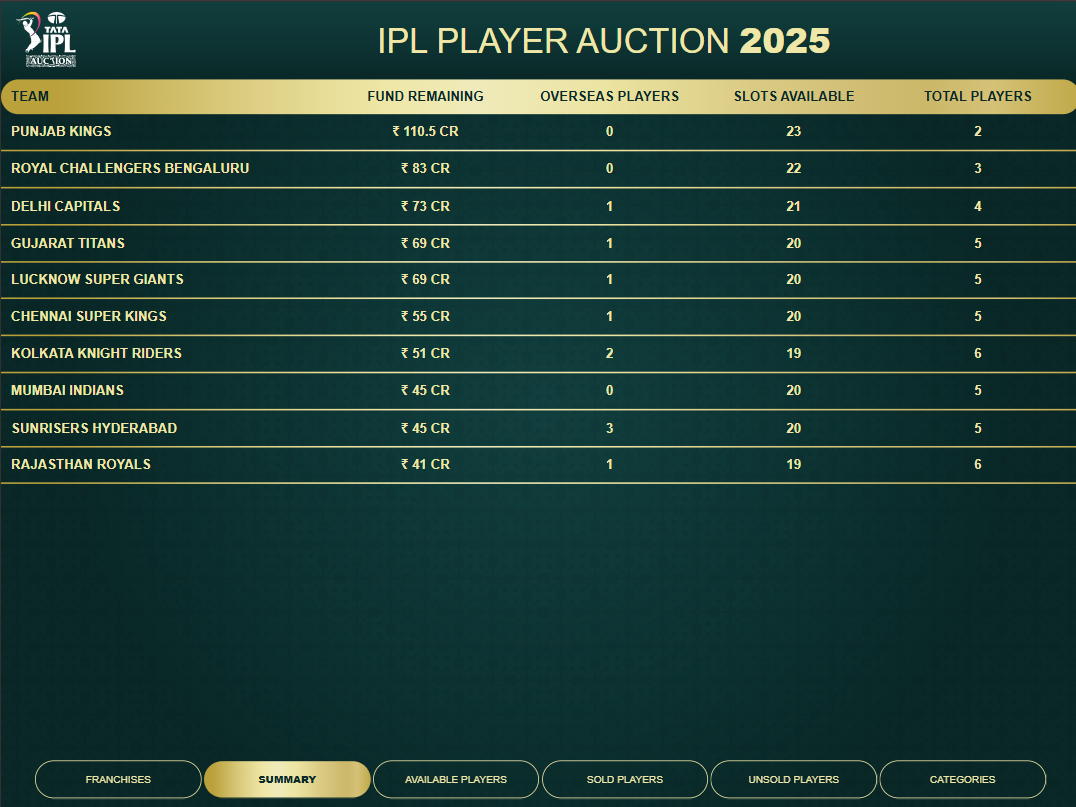 TATA
IPL
AUCTION
IPL PLAYER AUCTION 2025
TEAM FUND REMAINING OVERSEAS PLAYERS SLOTS AVAILABLE TOTAL PLAYERS
PUNJAB KINGS ₹ 110.5 CR 0 23 2
ROYAL CHALLENGERS BENGALURU ₹ 83 CR 0 22 3
DELHI CAPITALS ₹ 73 CR 1 21 4
GUJARAT TITANS ₹ 69 CR 1 20 5
LUCKNOW SUPER GIANTS ₹ 69 CR 1 20 5
CHENNAI SUPER KINGS ₹ 55 CR 1 20 5
KOLKATA KNIGHT RIDERS ₹ 51 CR 2 19 6
MUMBAI INDIANS ₹ 45 CR 0 20 5
SUNRISERS HYDERABAD ₹ 45 CR 3 20 5
RAJASTHAN ROYALS ₹ 41 CR 1 19 6
FRANCHISES SUMMARY AVAILABLE PLAYERS SOLD PLAYERS UNSOLD PLAYERS CATEGORIES